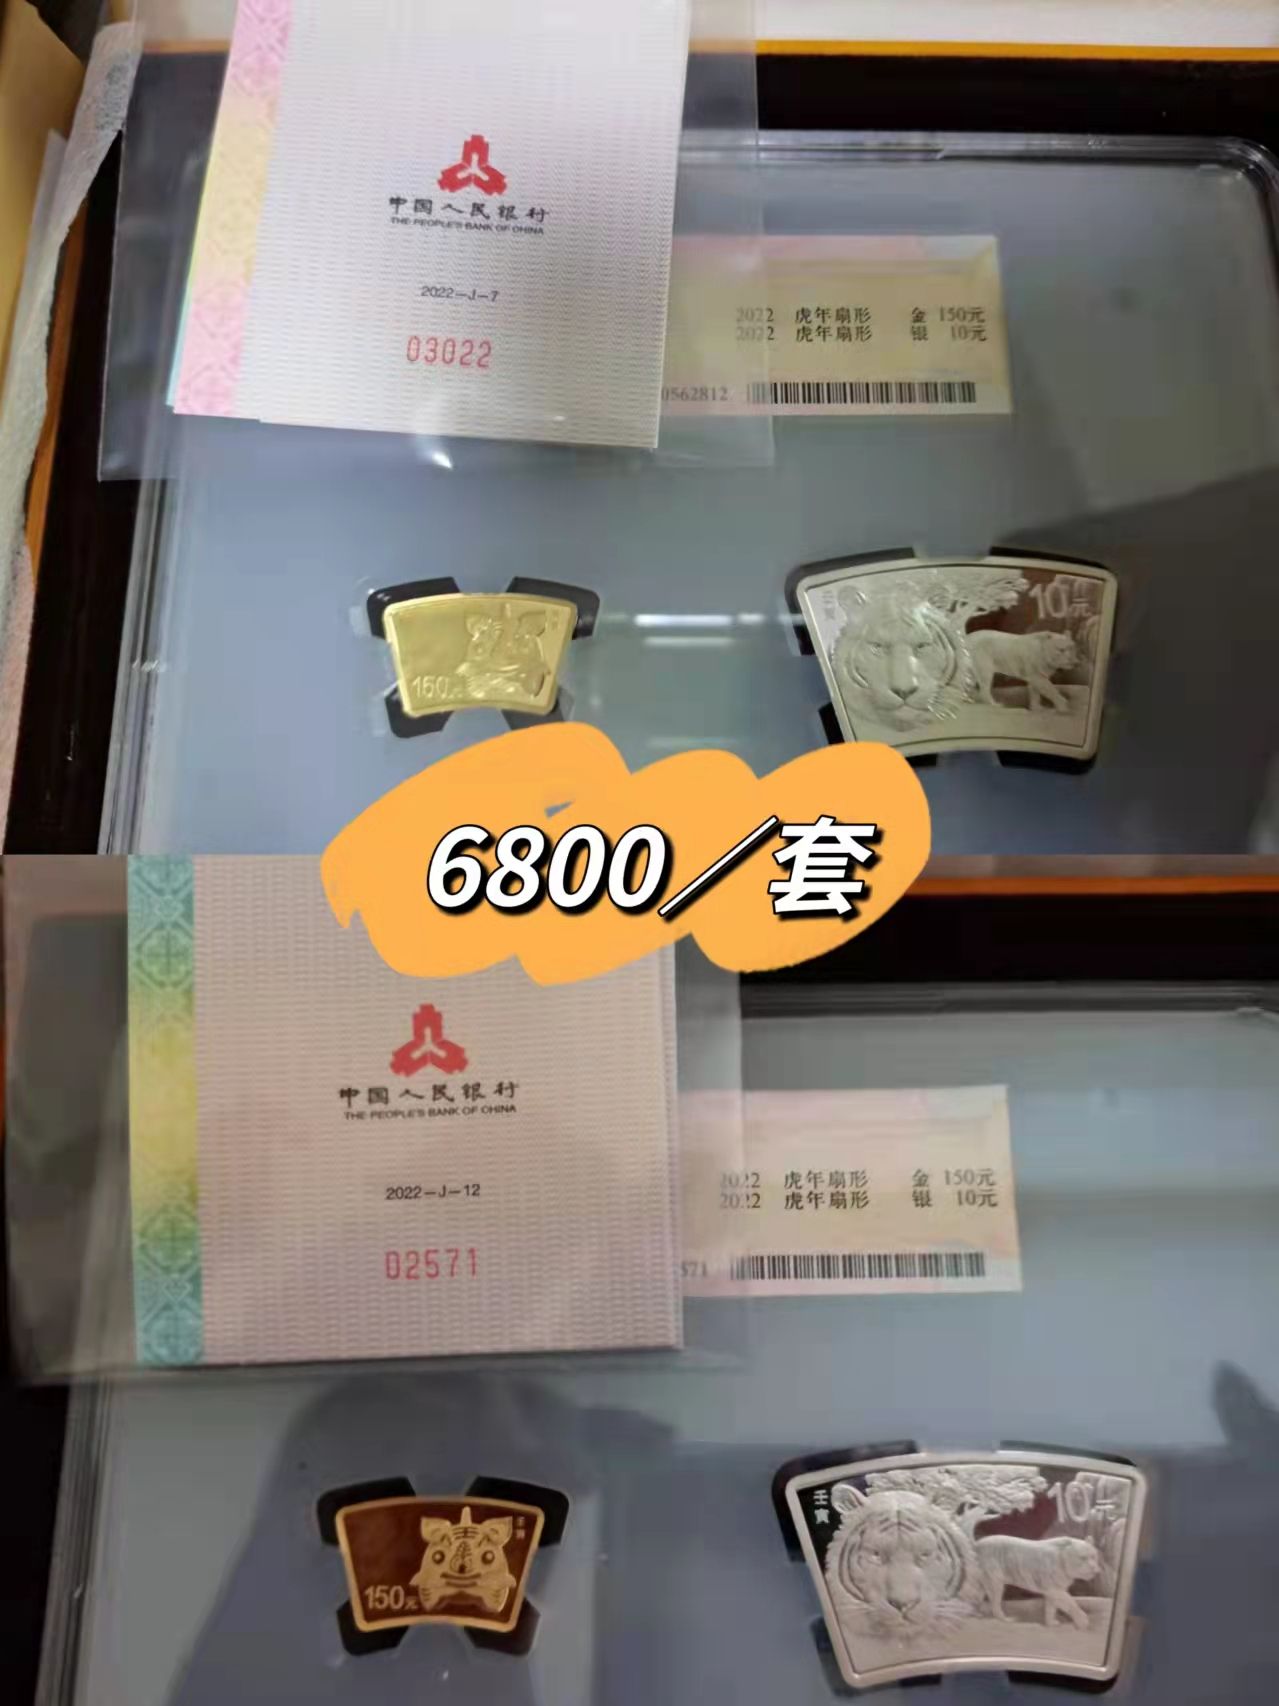 中国人民银行
THE PEOPLE'S BANK OF CHINA
2022-J-7
03022
2022 虎年扇形 金 150元
2022 虎年扇形 银 10元
0562812
150元
壬寅
10元
6800/套
中国人民银行
THE PEOPLE'S BANK OF CHINA
2022-J-12
02571
2022 虎年扇形 金 150元
2022 虎年扇形 银 10元
571
壬寅
150元
壬寅
10元